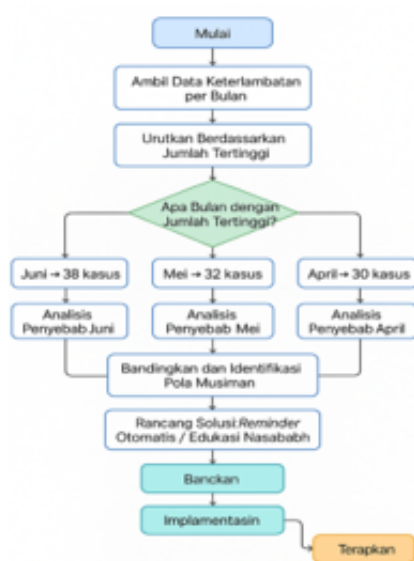 Mulai
Ambil Data Keterlambatan
per Bulan
Urutkan Berdassarkan
Jumlah Tertinggi
Apa Bulan dengan
Jumlah Tertinggi?
Juni → 38 kasus
Mei → 32 kasus
April → 30 kasus
Analisis
Penyebab Juni
Analisis
Penyebab Mei
Analisis
Penyebab April
Bandingkan dan Identifikasi
Pola Musiman
Rancang Solusi: Reminder
Otomatis / Edukasi Nasababh
Banckan
Implamentasin
Terapkan